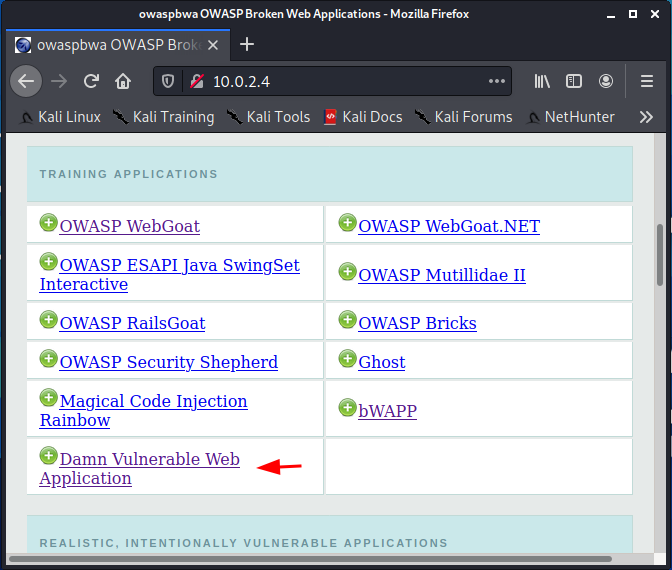 owaspbwa OWASP Broken Web Applications - Mozilla Firefox
owaspbwa OWASP Brok
10.0.2.4
Kali Linux Kali Training Kali Tools Kali Docs Kali Forums NetHunter
TRAINING APPLICATIONS
OWASP WebGoat
OWASP WebGoat.NET
OWASP ESAPI Java SwingSet
Interactive
OWASP Mutillidae II
OWASP RailsGoat
OWASP Bricks
OWASP Security Shepherd
Ghost
Magical Code Injection
Rainbow
bWAPP
Damn Vulnerable Web
Application
REALISTIC, INTENTIONALLY VULNERABLE APPLICATIONS